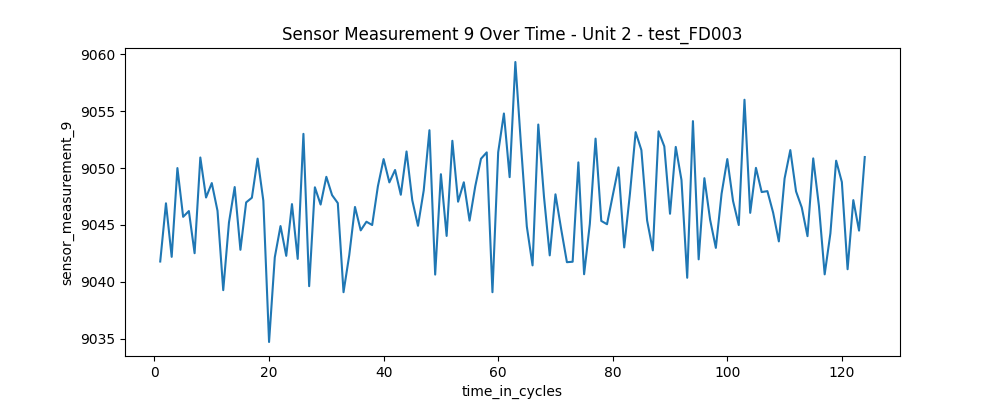 Sensor Measurement 9 Over Time - Unit 2 - test_FD003
sensor_measurement_9
9060
9055
9050
9045
9040
9035
0 20 40 60 80 100 120
time_in_cycles